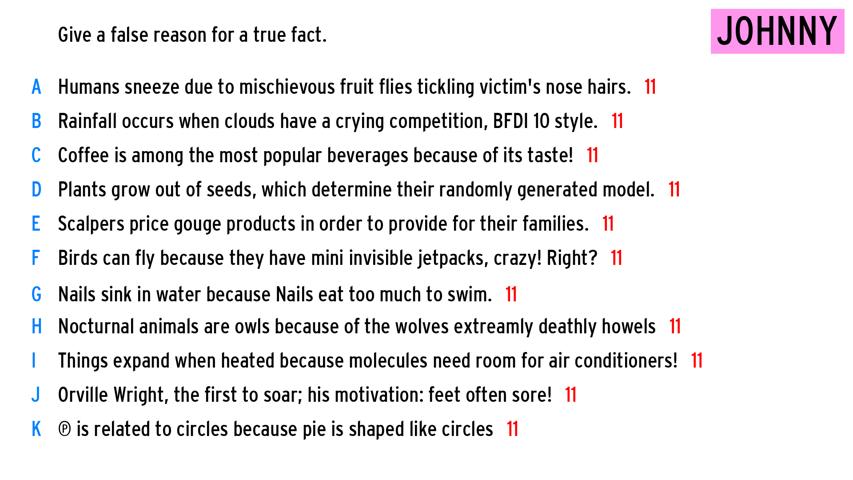 Give a false reason for a true fact.
JOHNNY
A Humans sneeze due to mischievous fruit flies tickling victim's nose hairs. 11
B Rainfall occurs when clouds have a crying competition, BFDI 10 style. 11
C Coffee is among the most popular beverages because of its taste! 11
D Plants grow out of seeds, which determine their randomly generated model. 11
E Scalpers price gouge products in order to provide for their families. 11
F Birds can fly because they have mini invisible jetpacks, crazy! Right? 11
G Nails sink in water because Nails eat too much to swim. 11
H Nocturnal animals are owls because of the wolves extreamly deathly howels 11
I Things expand when heated because molecules need room for air conditioners! 11
J Orville Wright, the first to soar; his motivation: feet often sore! 11
K ℗ is related to circles because pie is shaped like circles 11